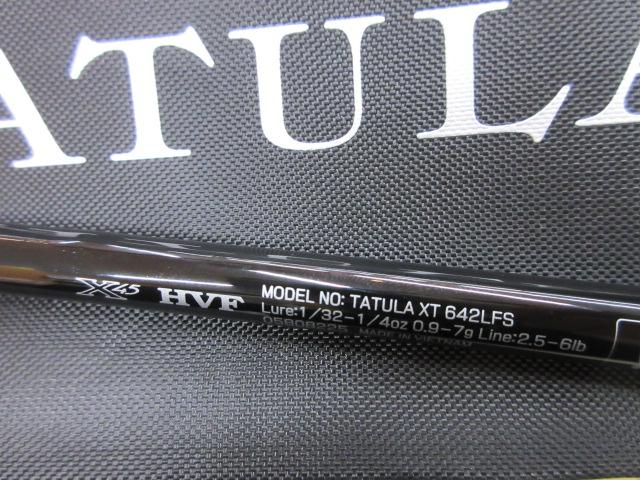 ATULA
X45 HVF MODEL NO: TATULA XT 642LFS
Lure:1/32-1/4oz 0.9-7g Line:2.5-6lb
05808225 MADE IN VIETNAM